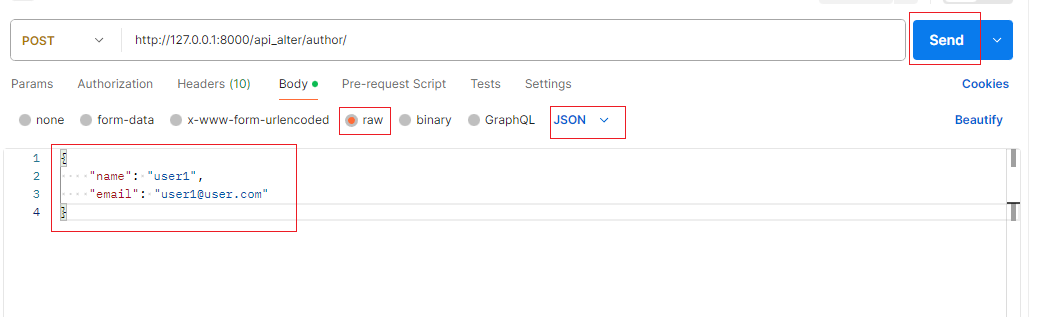 POST http://127.0.0.1:8000/api_alter/author/ Send
Params Authorization Headers (10) Body Pre-request Script Tests Settings Cookies
none form-data x-www-form-urlencoded raw binary GraphQL JSON Beautify
1 {
2 "name": "user1",
3 "email": "user1@user.com"
4 }